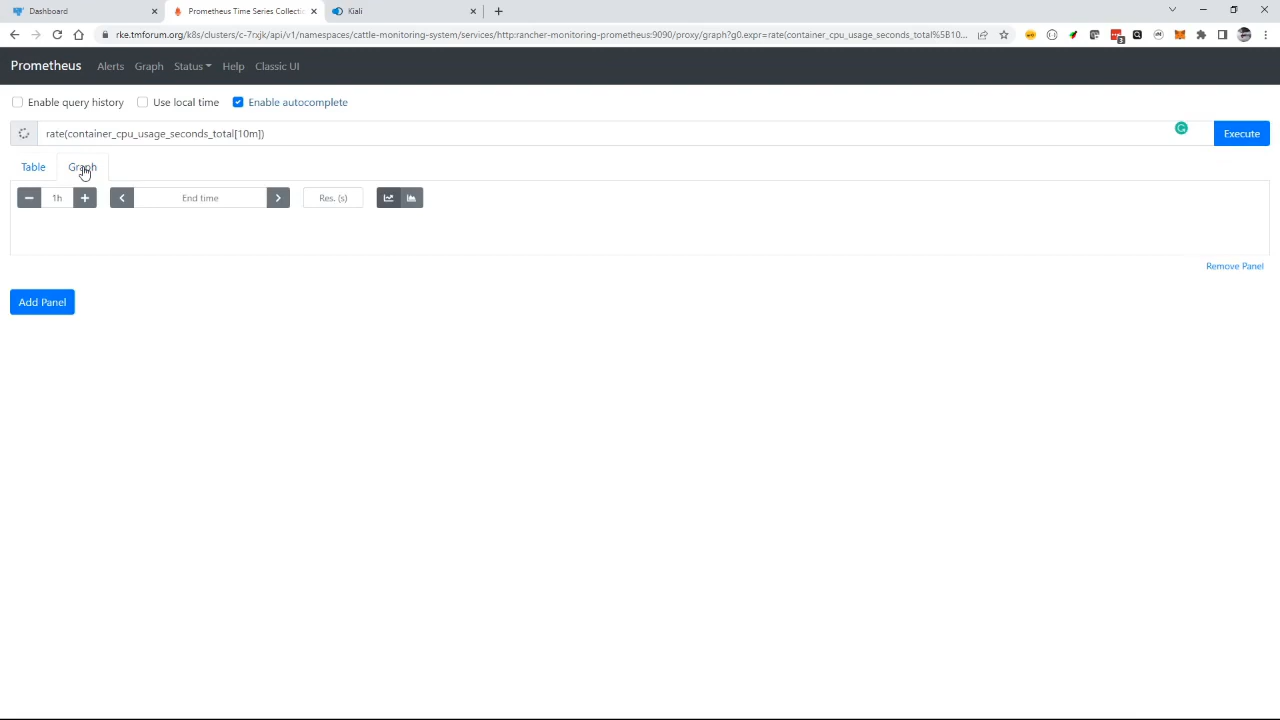 Dashboard
Prometheus Time Series Collectio
Kiali
rke.tmforum.org/k8s/clusters/c-7rxjk/api/v1/namespaces/cattle-monitoring-system/services/http:rancher-monitoring-prometheus:9090/proxy/graph?g0.expr=rate(container_cpu_usage_seconds_total%5B10...
Prometheus
Alerts
Graph
Status
Help
Classic UI
Enable query history
Use local time
Enable autocomplete
rate(container_cpu_usage_seconds_total[10m])
Execute
Table
Graph
1h
End time
Res. (s)
Remove Panel
Add Panel